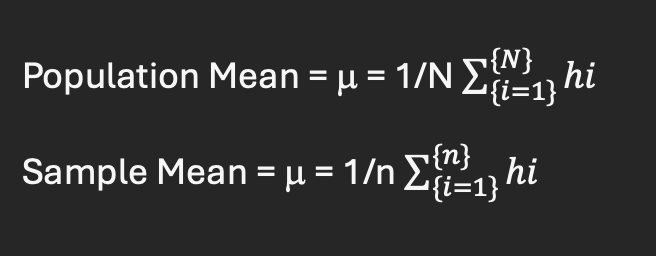 Population Mean = μ = 1/N ∑_{i=1}^{N} hi
Sample Mean = μ = 1/n ∑_{i=1}^{n} hi